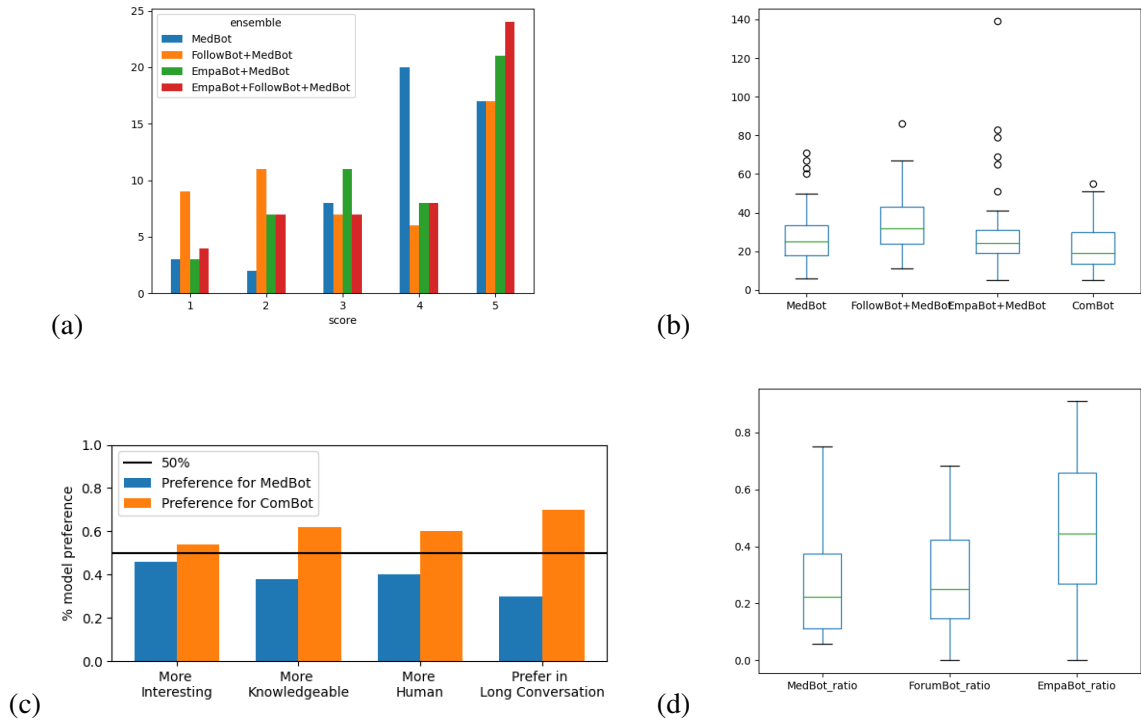 25
20
15
10
5
0
ensemble
MedBot
FollowBot+MedBot
EmpaBot+MedBot
EmpaBot+FollowBot+MedBot
1 2 3 4 5
score
(a)
140
120
100
80
60
40
20
0
MedBot FollowBot+MedBot EmpaBot+MedBot ComBot
(b)
1.0
0.8
0.6
0.4
0.2
0.0
% model preference
50%
Preference for MedBot
Preference for ComBot
More
Interesting
More
Knowledgeable
More
Human
Prefer in
Long Conversation
(c)
0.8
0.6
0.4
0.2
0.0
MedBot_ratio ForumBot_ratio EmpaBot_ratio
(d)